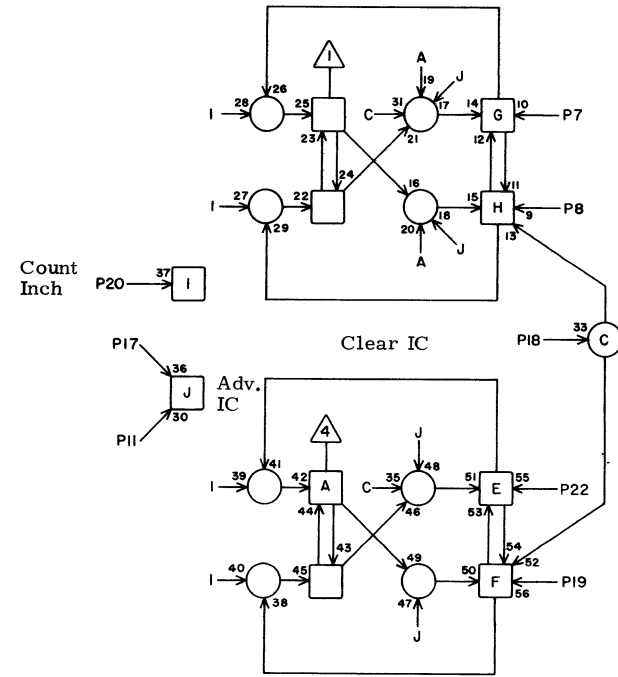 1
26
A
19
J
I
28
25
C
31
17
14
G
10
P7
23
24
21
12
I
27
22
16
15
11
H
9
P8
29
20
18
13
A
J
Count
Inch
P20
37
I
Clear IC
P18
33
C
P17
36
J
Adv.
IC
30
P11
4
J
41
I
39
42
A
C
35
48
51
E
55
P22
44
43
46
53
54
52
I
40
45
49
50
F
P19
38
47
56
J